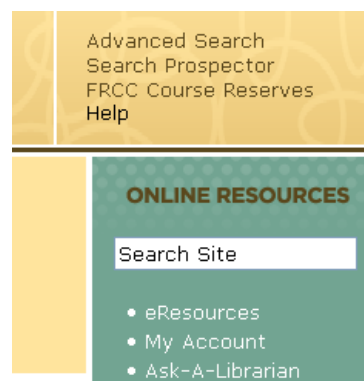 Advanced Search
Search Prospector
FRCC Course Reserves
Help
ONLINE RESOURCES
Search Site
• eResources
• My Account
• Ask-A-Librarian